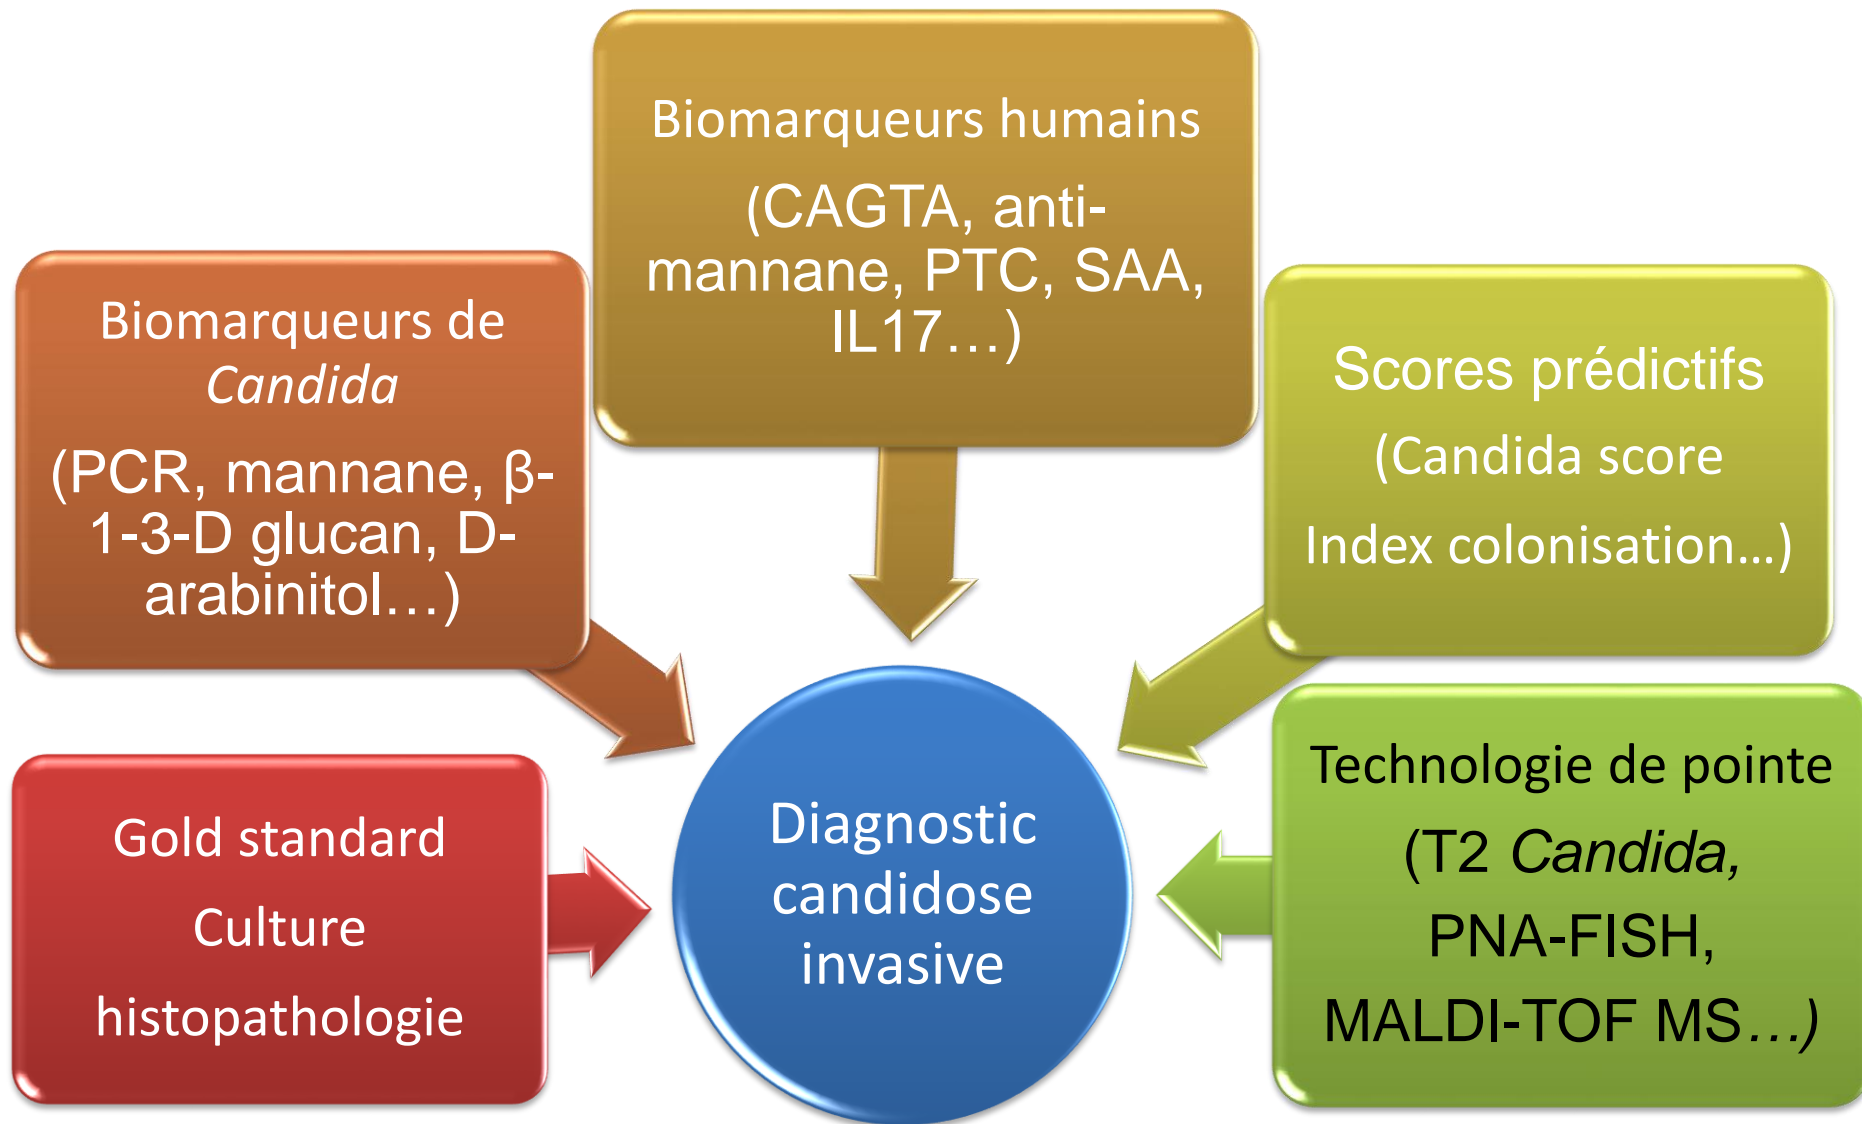 Biomarqueurs humains
(CAGTA, anti-
mannane, PTC, SAA,
IL17…)
Biomarqueurs de
Candida
(PCR, mannane, β-
1-3-D glucan, D-
arabinitol…)
Scores prédictifs
(Candida score
Index colonisation…)
Gold standard
Culture
histopathologie
Diagnostic
candidose
invasive
Technologie de pointe
(T2 Candida,
PNA-FISH,
MALDI-TOF MS…)